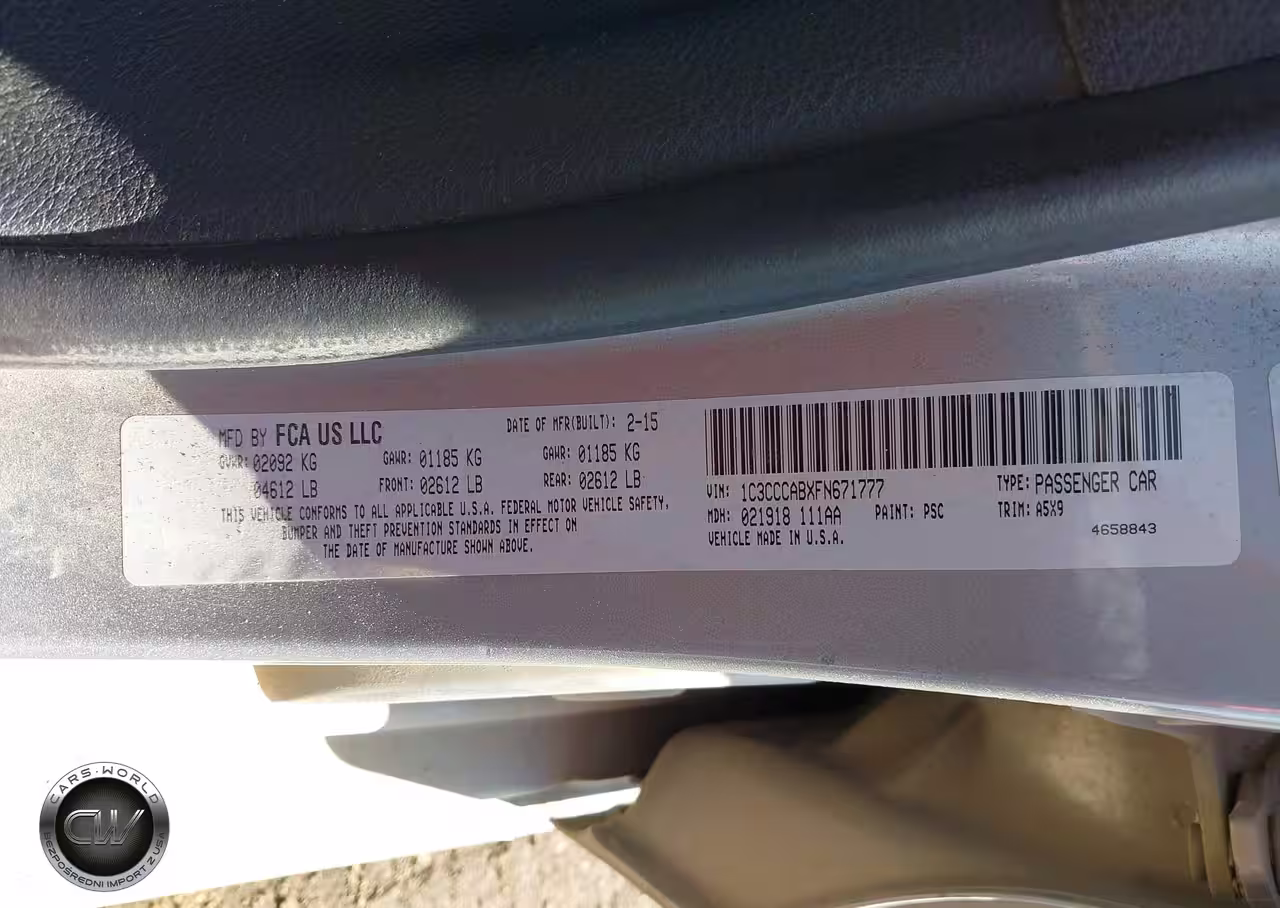 MFD BY FCA US LLC
DATE OF MFR(BUILT): 2-15
GVWR: 02092 KG GAWR: 01185 KG GAWR: 01185 KG
04612 LB FRONT: 02612 LB REAR: 02612 LB
THIS VEHICLE CONFORMS TO ALL APPLICABLE U.S.A. FEDERAL MOTOR VEHICLE SAFETY,
BUMPER AND THEFT PREVENTION STANDARDS IN EFFECT ON
THE DATE OF MANUFACTURE SHOWN ABOVE.
VIN: 1C3CCCABXFN671777 TYPE: PASSENGER CAR
MDH: 021918 111AA PAINT: PSC TRIM: A5X9
VEHICLE MADE IN U.S.A. 4658843
CARS-WORLD
CW
BEZPOŚREDNI IMPORT Z USA